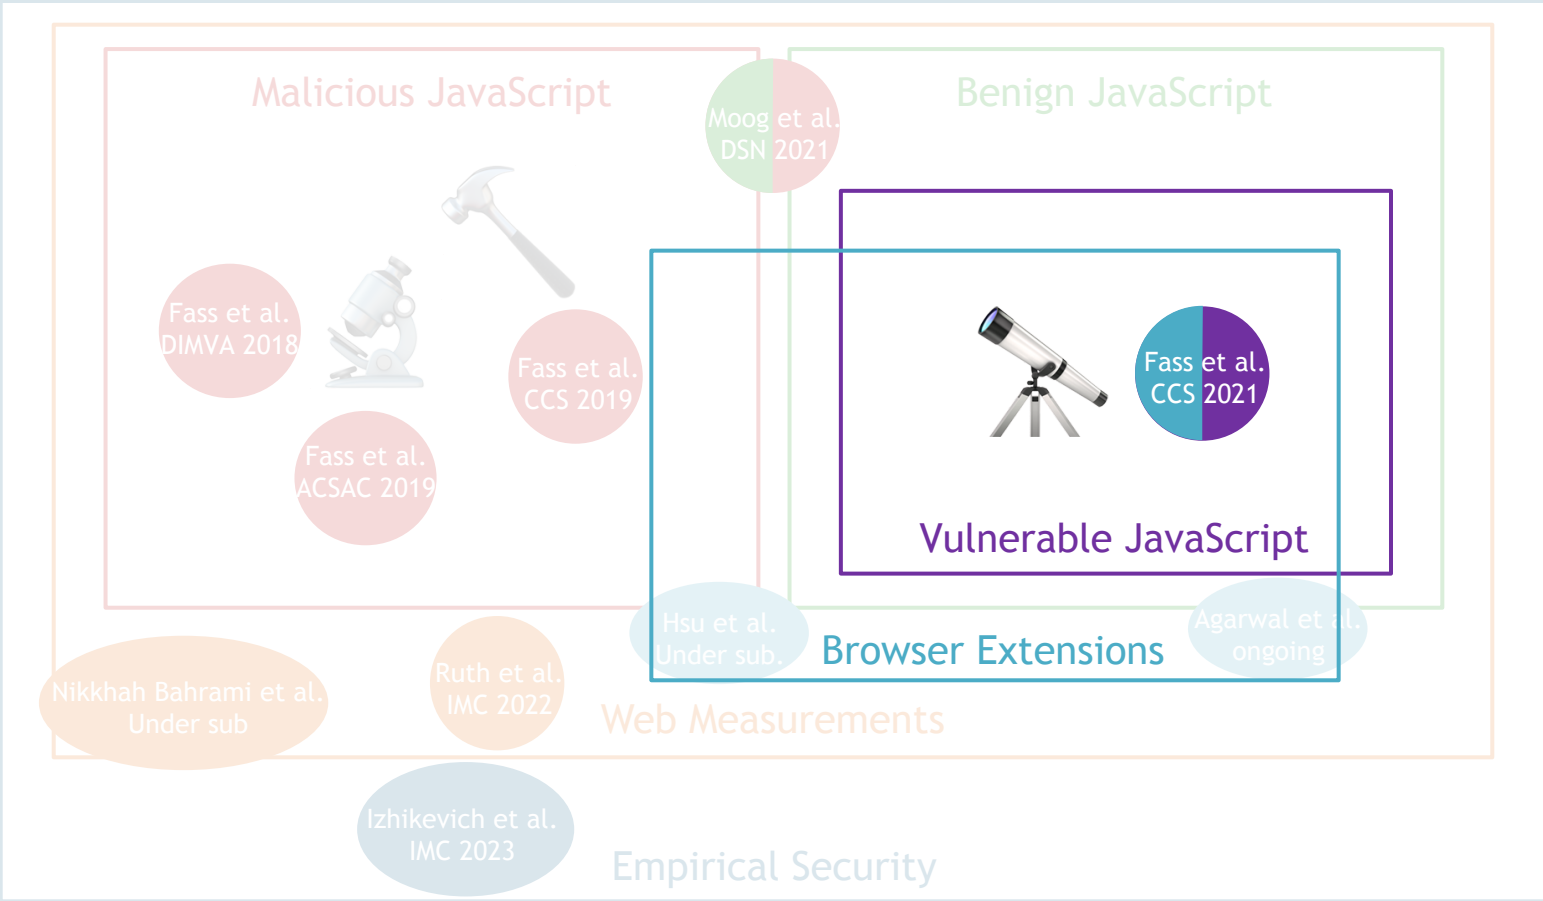 Malicious JavaScript
Moog et al.
DSN 2021
Benign JavaScript
Fass et al.
DIMVA 2018
Fass et al.
CCS 2019
Fass et al.
CCS 2021
Fass et al.
ACSAC 2019
Vulnerable JavaScript
Hsu et al.
Under sub.
Browser Extensions
Agarwal et al.
ongoing
Nikkhah Bahrami et al.
Under sub
Ruth et al.
IMC 2022
Web Measurements
Izhikevich et al.
IMC 2023
Empirical Security